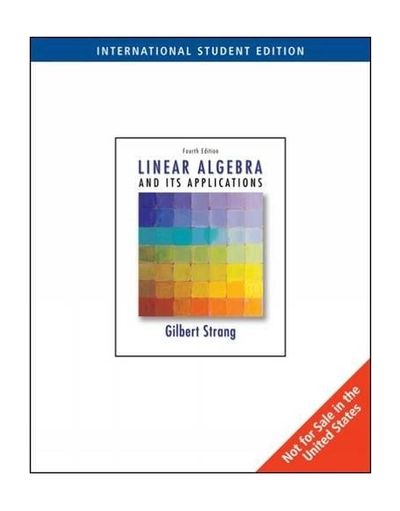 INTERNATIONAL STUDENT EDITION
Fourth Edition
LINEAR ALGEBRA
AND ITS APPLICATIONS
Gilbert Strang
Not for Sale in the
United States